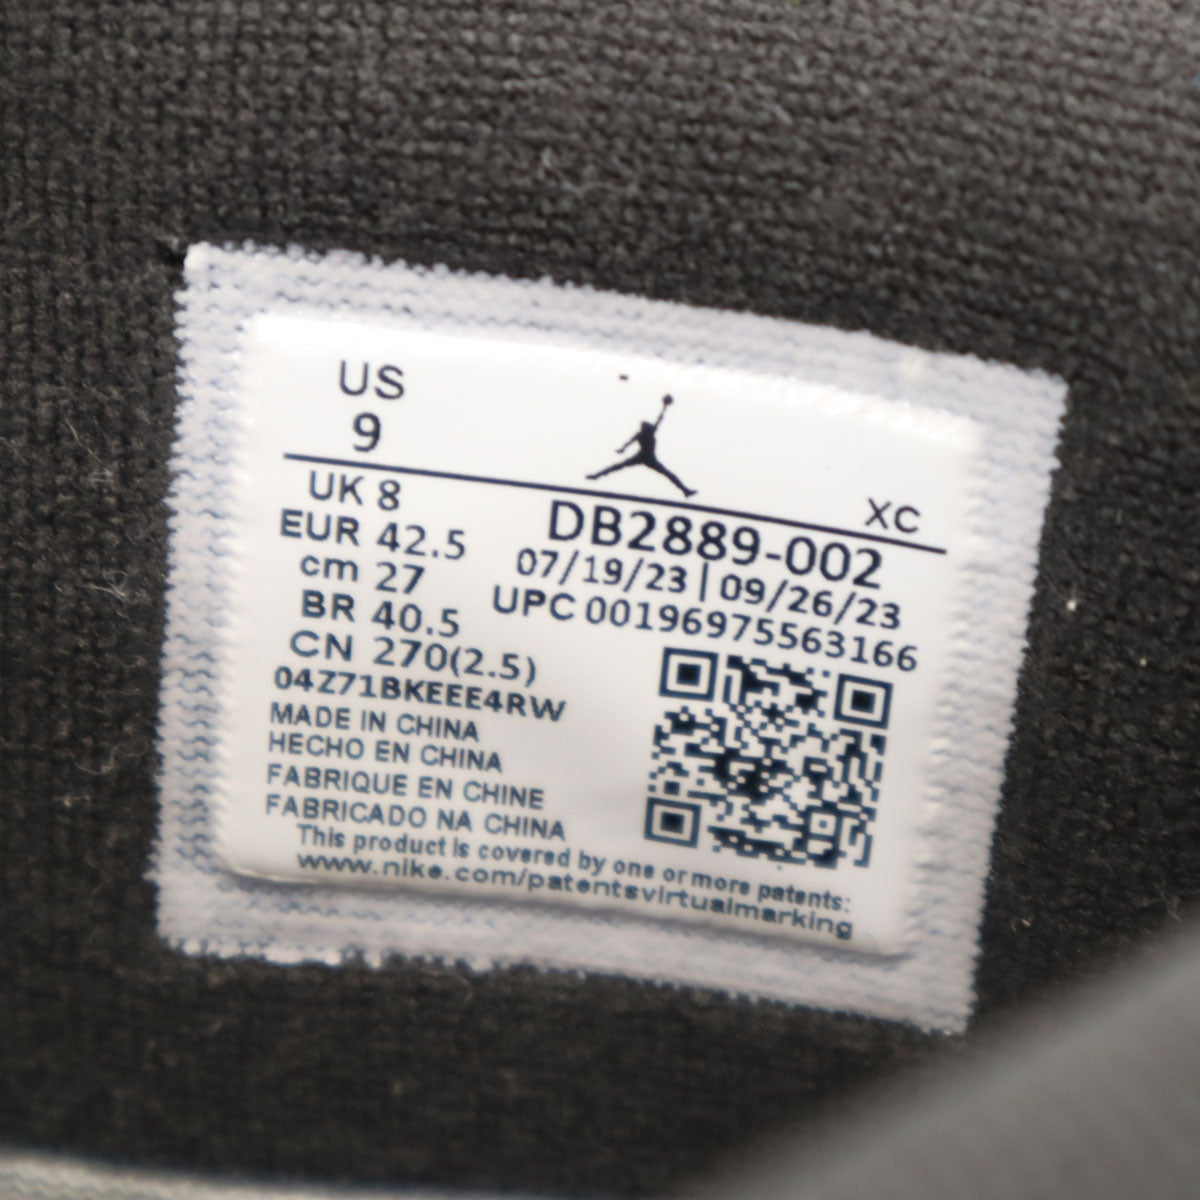 US
9
XC
UK 8
EUR 42.5
cm 27
BR 40.5
CN 270(2.5)
DB2889-002
07/19/23 | 09/26/23
UPC 00196975563166
04Z71BKEEE4RW
MADE IN CHINA
HECHO EN CHINA
FABRIQUE EN CHINE
FABRICADO NA CHINA
This product is covered by one or more patents:
www.nike.com/patentsvirtualmarking